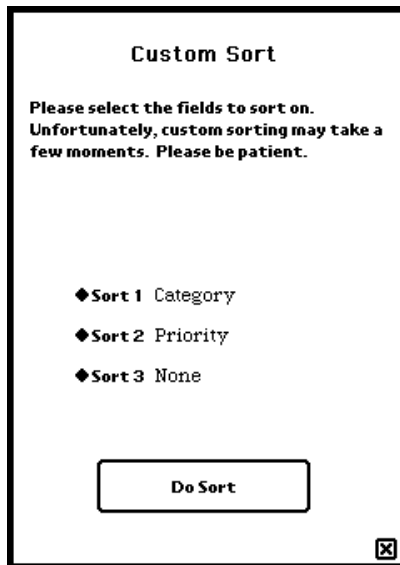 Custom Sort
Please select the fields to sort on.
Unfortunately, custom sorting may take a
few moments. Please be patient.
◆Sort 1 Category
◆Sort 2 Priority
◆Sort 3 None
Do Sort